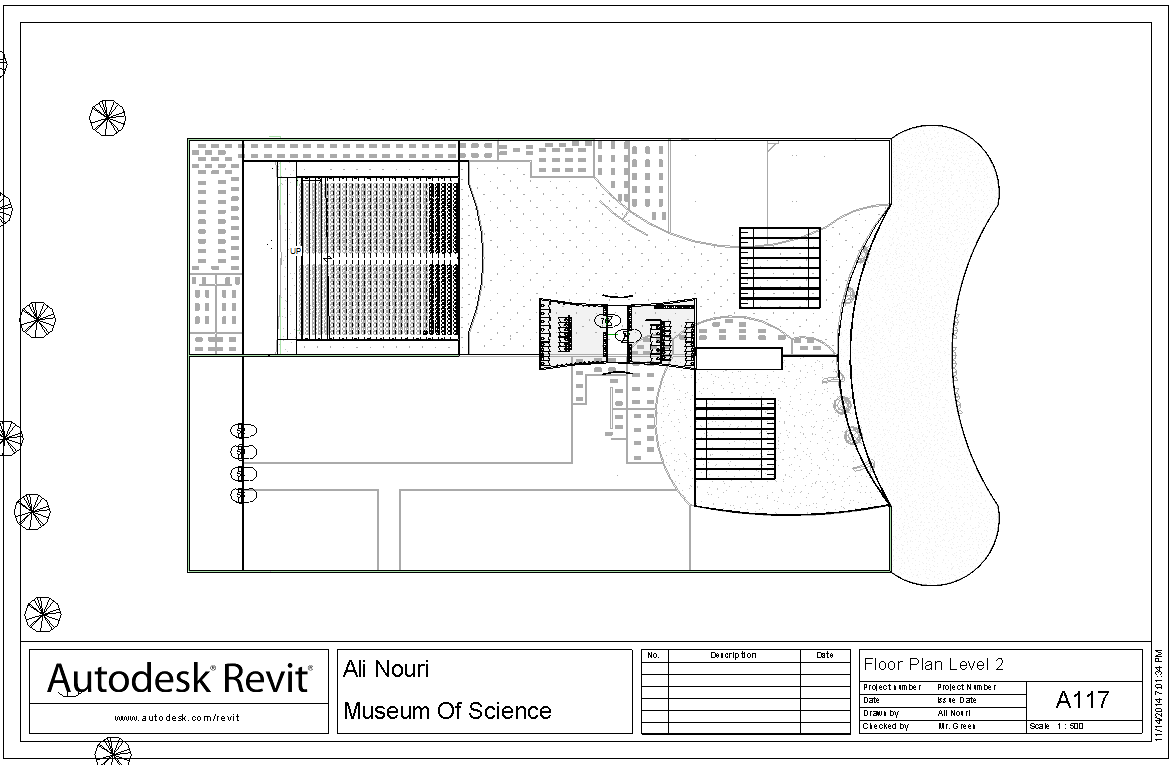 UP
Autodesk® Revit®
www.autodesk.com/revit
Ali Nouri
Museum Of Science
No. Description Date
Floor Plan Level 2
Project number Project Number
Date Issue Date
Drawn by Ali Nouri
Checked by Mr. Green
A117
Scale 1 : 500
11/14/2014 7:01:34 PM